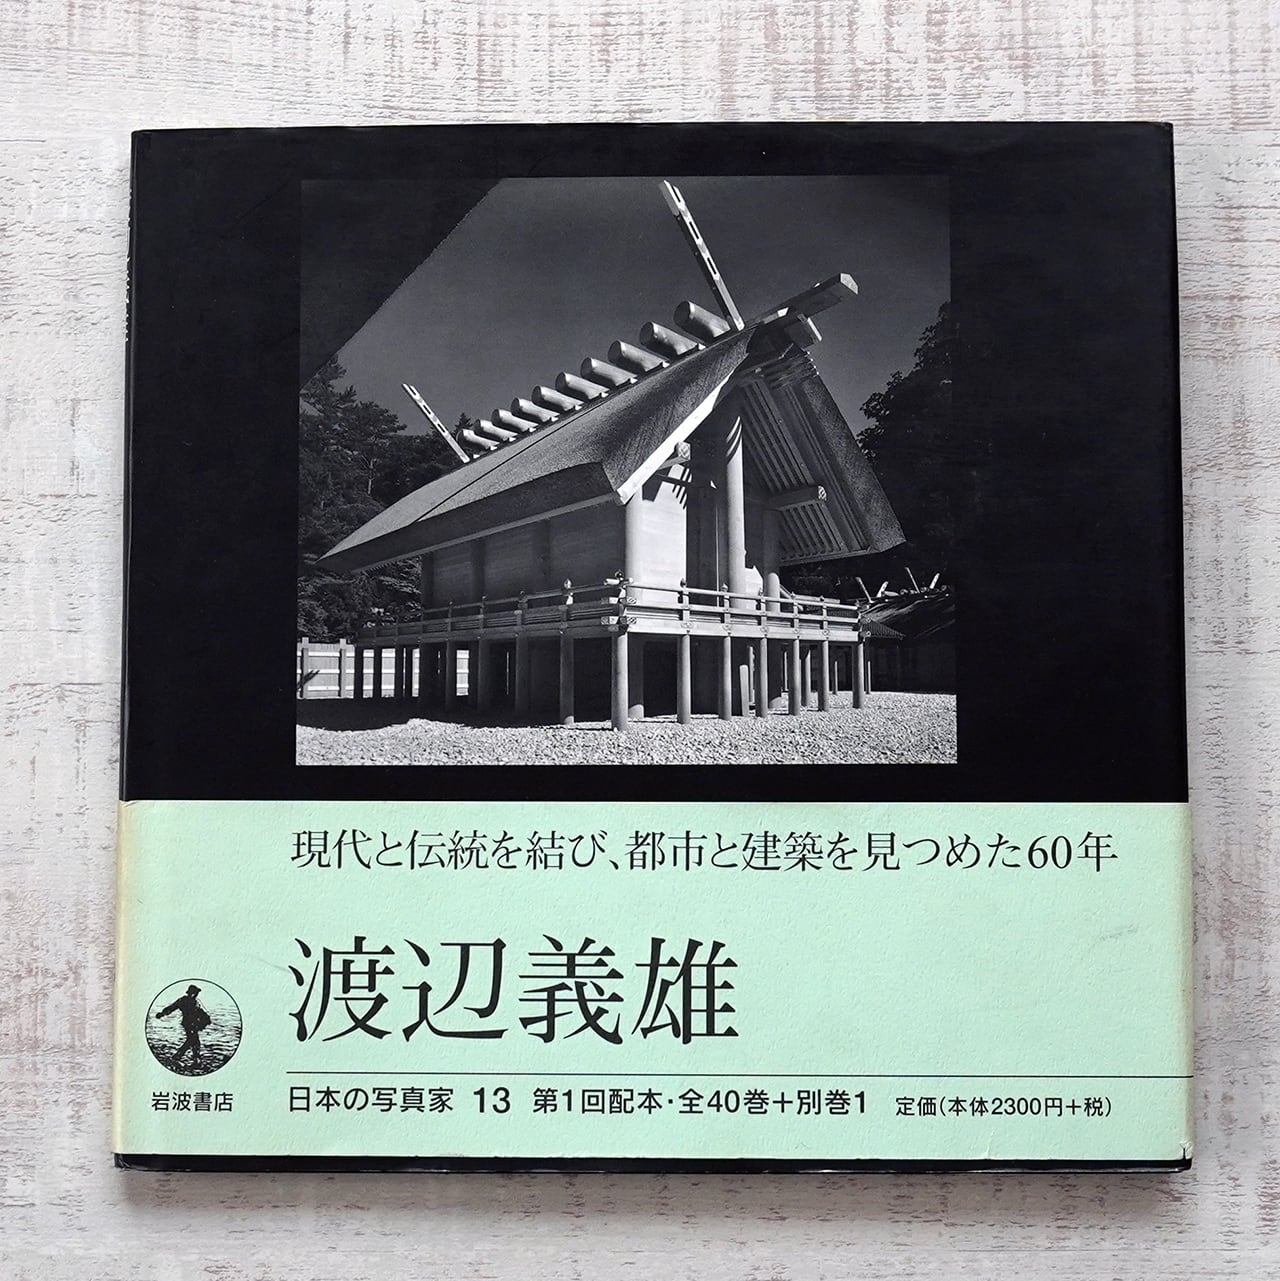 現代と伝統を結び、都市と建築を見つめた60年
渡辺義雄
岩波書店
日本の写真家 13 第1回配本・全40巻+別巻1 定価(本体2300円+税)